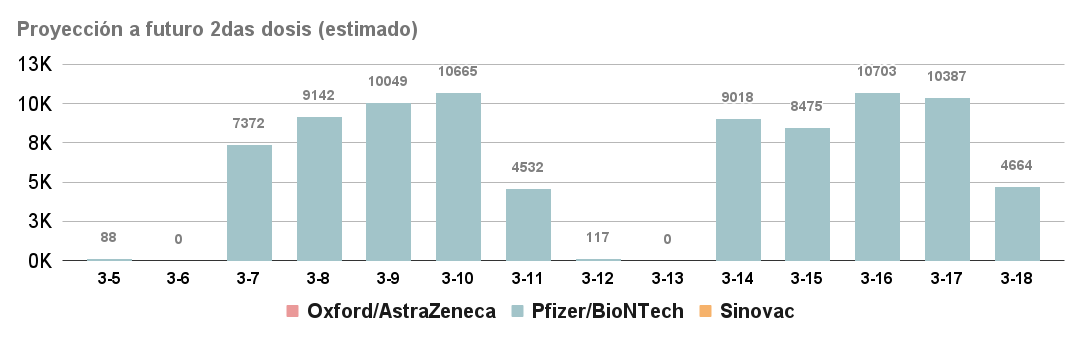 Proyección a futuro 2das dosis (estimado)
13K
10K
8K
5K
3K
0K
88
0
7372
9142
10049
10665
4532
117
0
9018
8475
10703
10387
4664
3-5 3-6 3-7 3-8 3-9 3-10 3-11 3-12 3-13 3-14 3-15 3-16 3-17 3-18
Oxford/AstraZeneca Pfizer/BioNTech Sinovac